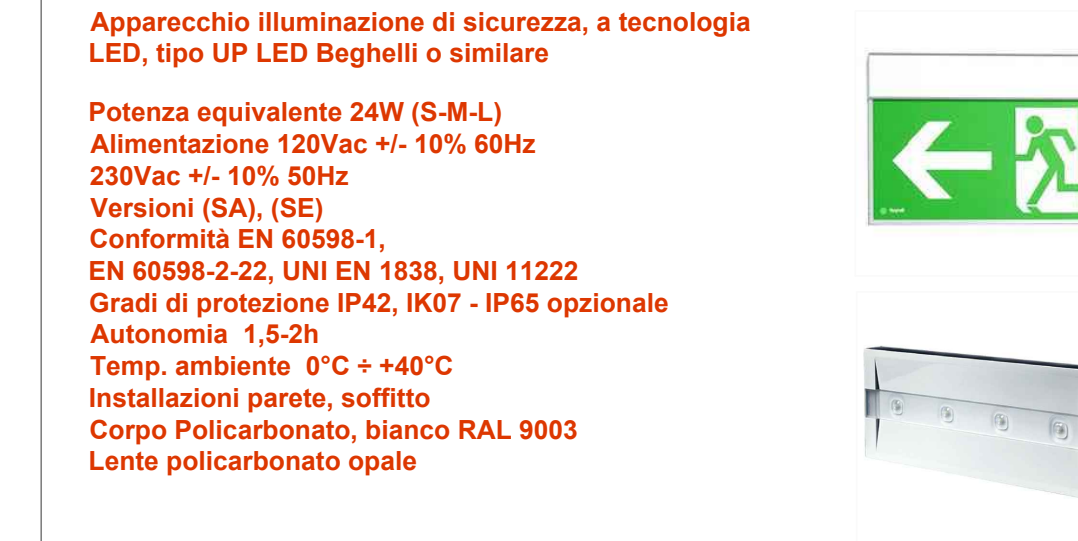 Apparecchio illuminazione di sicurezza, a tecnologia
LED, tipo UP LED Beghelli o similare
Potenza equivalente 24W (S-M-L)
Alimentazione 120Vac +/- 10% 60Hz
230Vac +/- 10% 50Hz
Versioni (SA), (SE)
Conformità EN 60598-1,
EN 60598-2-22, UNI EN 1838, UNI 11222
Gradi di protezione IP42, IK07 - IP65 opzionale
Autonomia  1,5-2h
Temp. ambiente  0°C ÷ +40°C
Installazioni parete, soffitto
Corpo Policarbonato, bianco RAL 9003
Lente policarbonato opale